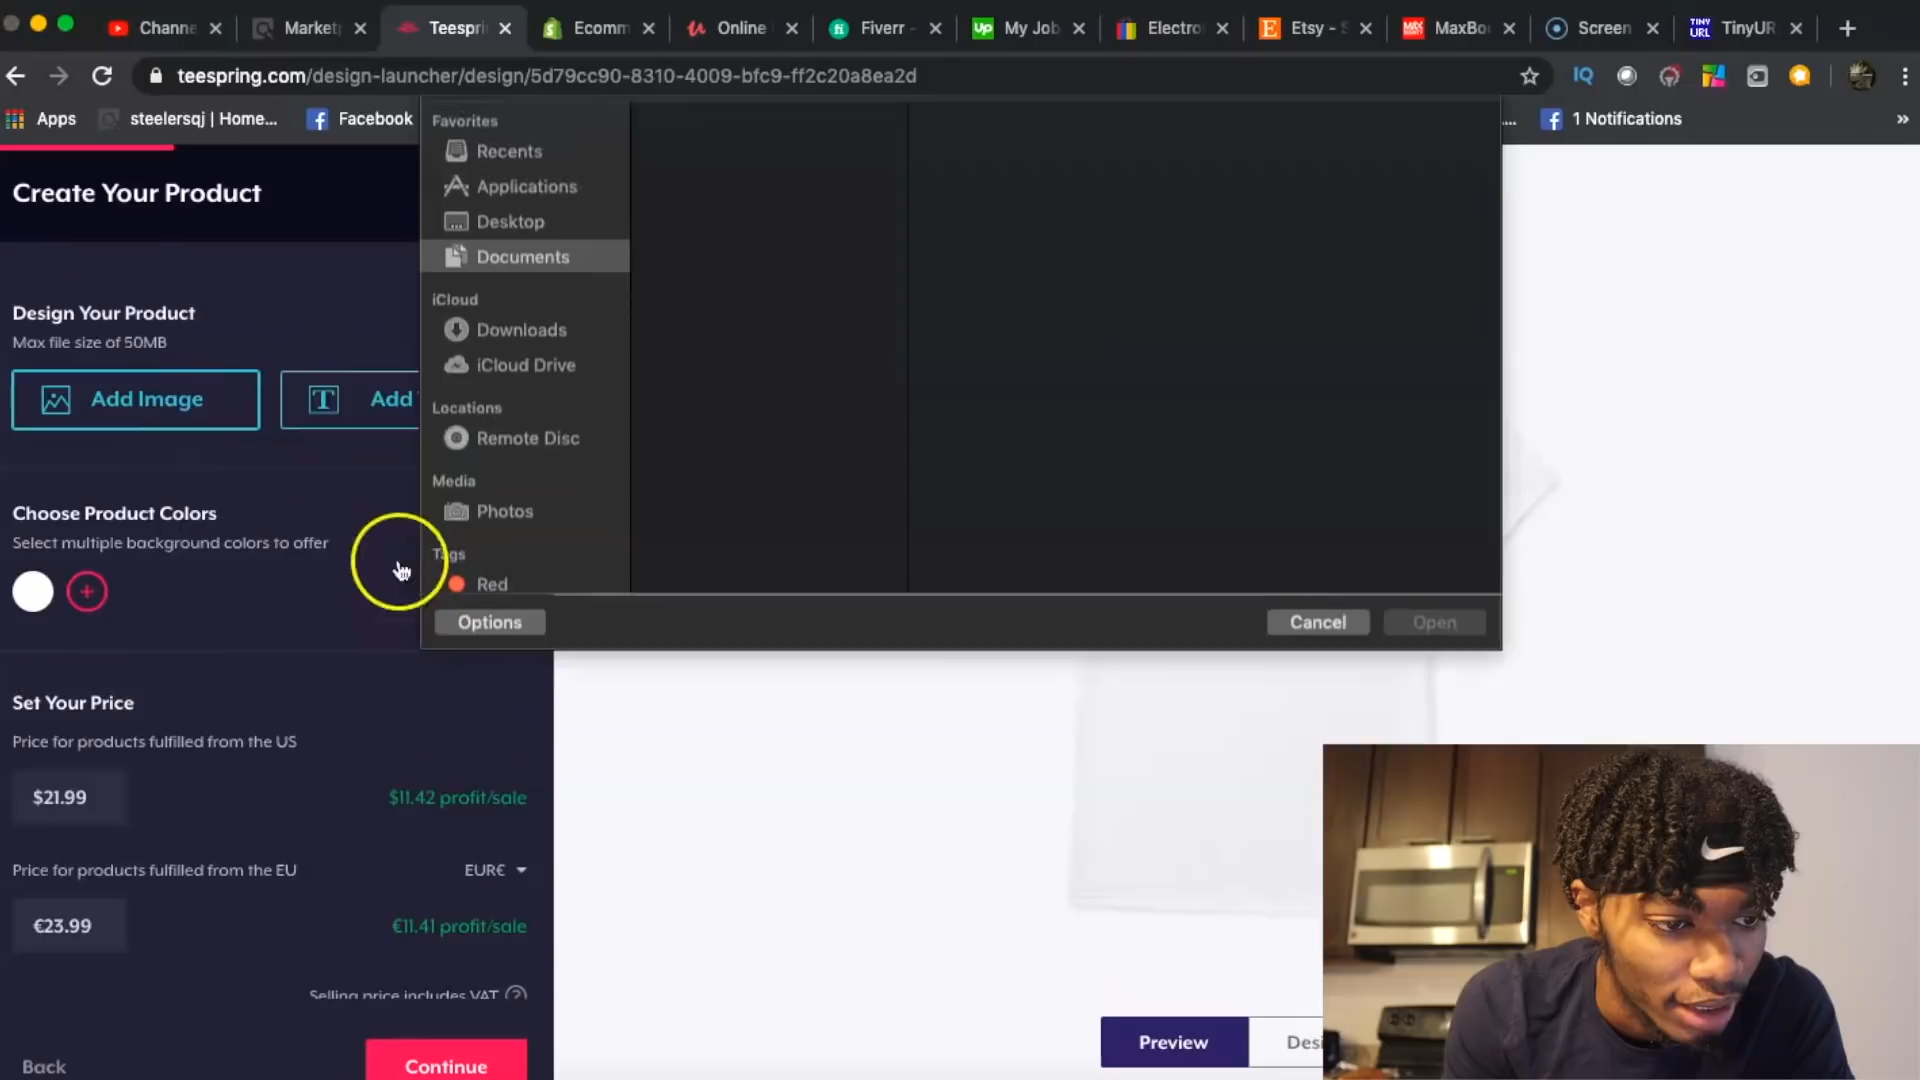 Channe
Market
Teespri
Ecomm
Online
Fiverr -
My Job
Electro
Etsy - S
MaxBo
Screen
TinyUR
teespring.com/design-launcher/design/5d79cc90-8310-4009-bfc9-ff2c20a8ea2d
Apps
steelersqj | Home...
Facebook
1 Notifications
Create Your Product
Design Your Product
Max file size of 50MB
Add Image
Add
Choose Product Colors
Select multiple background colors to offer
Set Your Price
Price for products fulfilled from the US
$21.99
$11.42 profit/sale
Price for products fulfilled from the EU
EUR€
€23.99
€11.41 profit/sale
Selling price includes VAT
Back
Continue
Favorites
Recents
Applications
Desktop
Documents
iCloud
Downloads
iCloud Drive
Locations
Remote Disc
Media
Photos
Tags
Red
Options
Cancel
Open
Preview
Desi